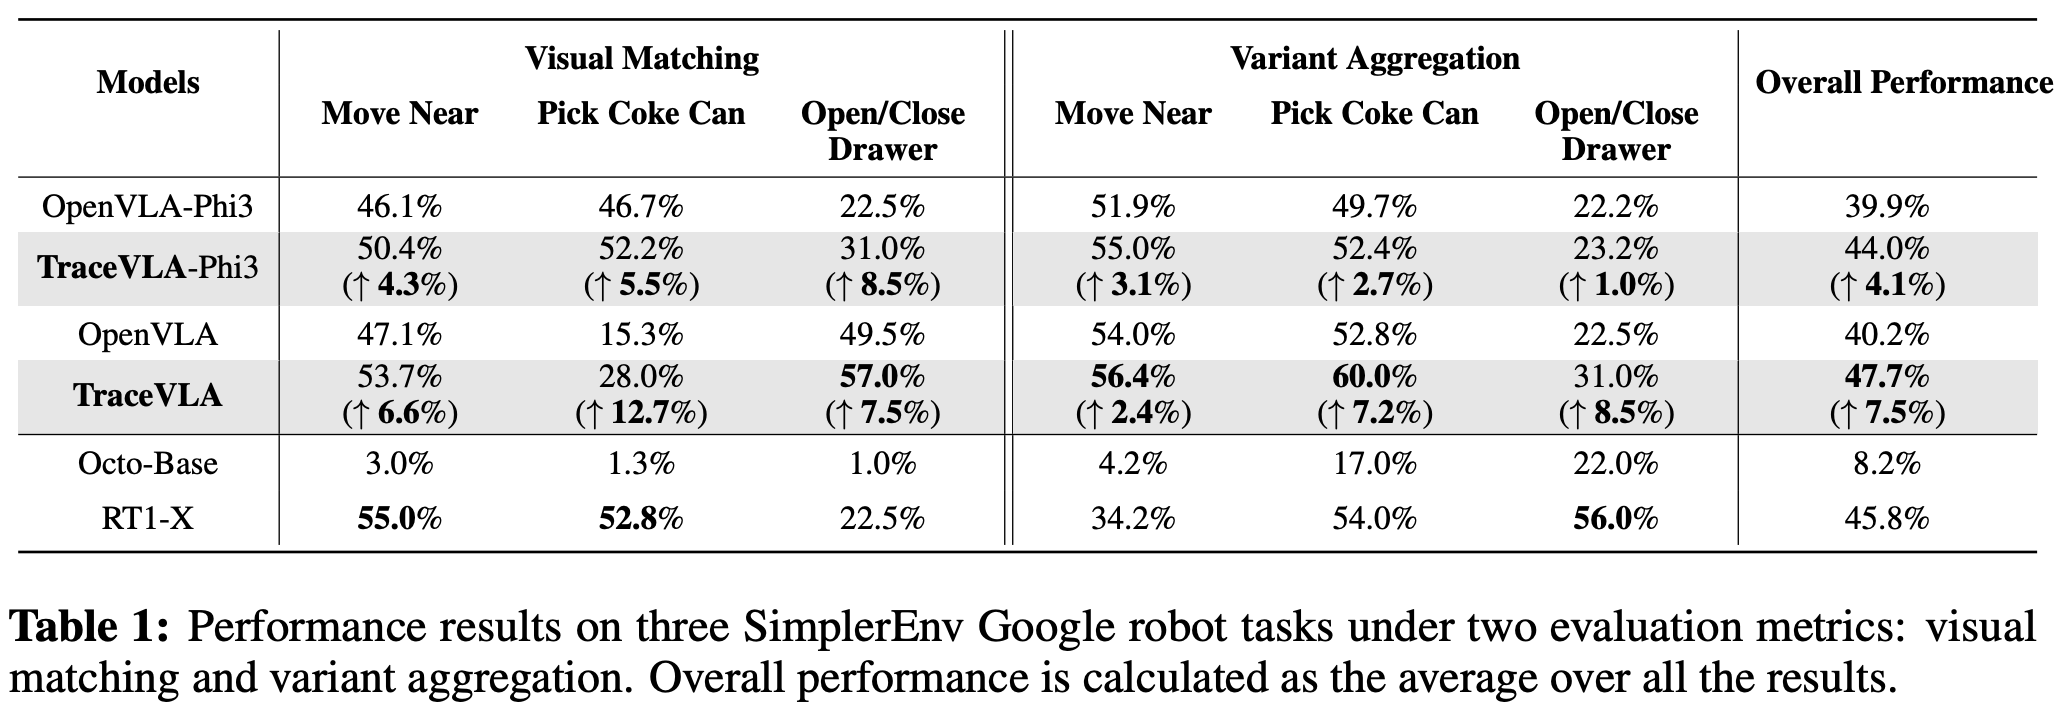 Models Visual Matching Variant Aggregation Overall Performance
Move Near Pick Coke Can Open/Close Drawer Move Near Pick Coke Can Open/Close Drawer
OpenVLA-Phi3 46.1% 46.7% 22.5% 51.9% 49.7% 22.2% 39.9%
TraceVLA-Phi3 50.4% 52.2% 31.0% 55.0% 52.4% 23.2% 44.0%
(↑ 4.3%) (↑ 5.5%) (↑ 8.5%) (↑ 3.1%) (↑ 2.7%) (↑ 1.0%) (↑ 4.1%)
OpenVLA 47.1% 15.3% 49.5% 54.0% 52.8% 22.5% 40.2%
TraceVLA 53.7% 28.0% 57.0% 56.4% 60.0% 31.0% 47.7%
(↑ 6.6%) (↑ 12.7%) (↑ 7.5%) (↑ 2.4%) (↑ 7.2%) (↑ 8.5%) (↑ 7.5%)
Octo-Base 3.0% 1.3% 1.0% 4.2% 17.0% 22.0% 8.2%
RT1-X 55.0% 52.8% 22.5% 34.2% 54.0% 56.0% 45.8%
Table 1: Performance results on three SimplerEnv Google robot tasks under two evaluation metrics: visual
matching and variant aggregation. Overall performance is calculated as the average over all the results.